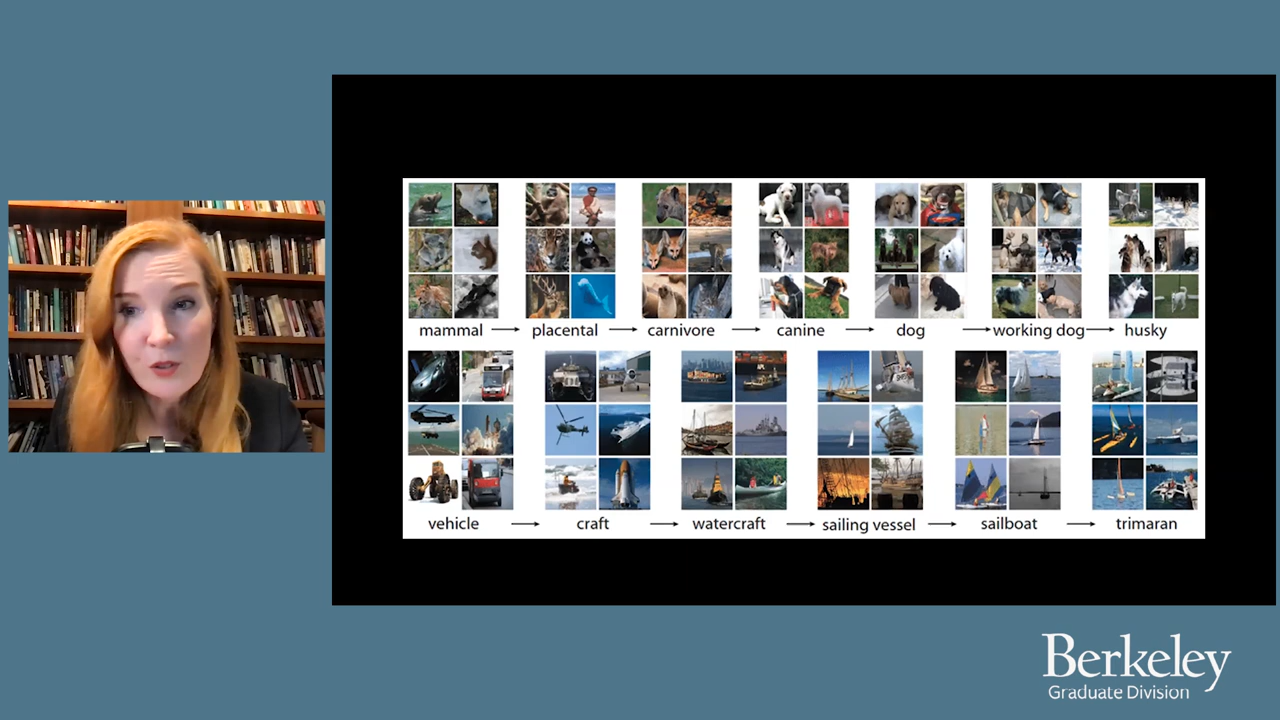 mammal → placental → carnivore → canine → dog → working dog → husky
vehicle → craft → watercraft → sailing vessel → sailboat → trimaran
Berkeley
Graduate Division